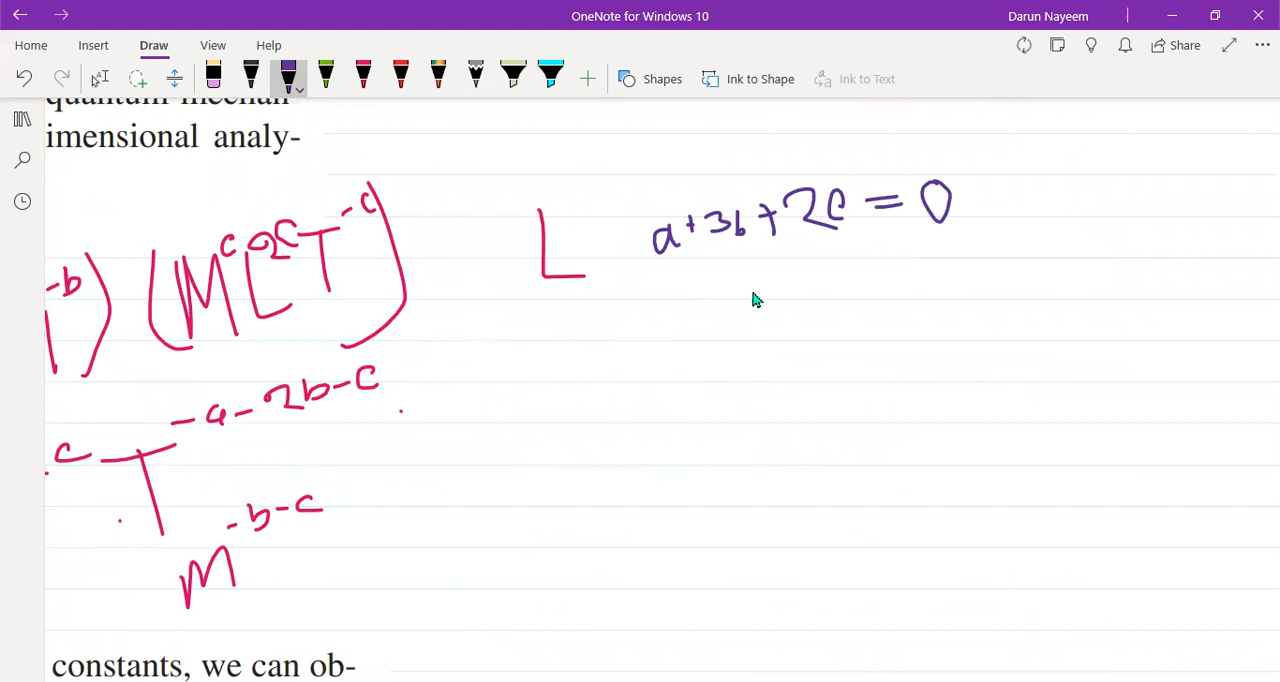 OneNote for Windows 10
Darun Nayeem
Home Insert Draw View Help
Share
Shapes Ink to Shape Ink to Text
imensional analy-
-b) (M^c L^2c T^-c)
L a+3b+2c = 0
c T^-a-2b-c
M^-b-c
constants, we can ob-